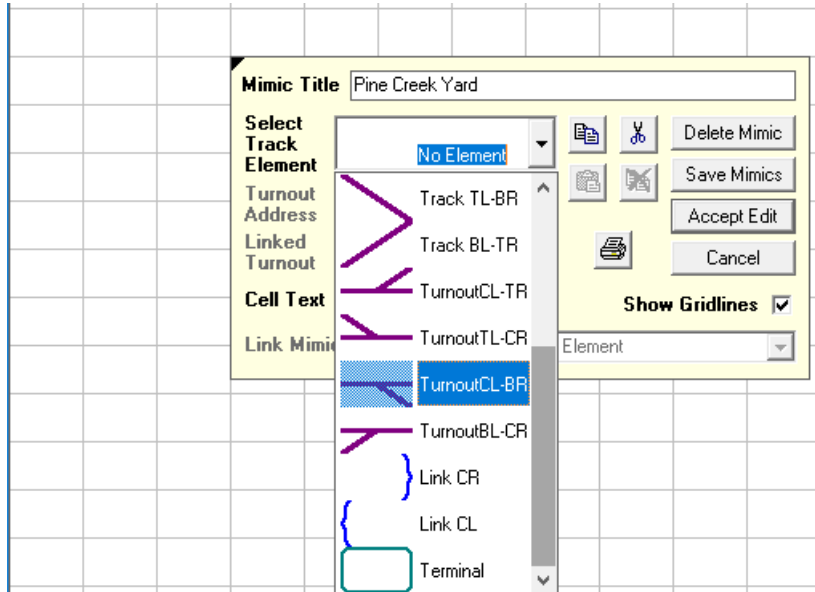 Mimic Title Pine Creek Yard
Select
Track
Element
No Element
Delete Mimic
Save Mimics
Turnout
Address
Accept Edit
Linked
Turnout
Cancel
Cell Text
Show Gridlines
Link Mimic
Element
Track TL-BR
Track BL-TR
TurnoutCL-TR
TurnoutTL-CR
TurnoutCL-BR
TurnoutBL-CR
Link CR
Link CL
Terminal